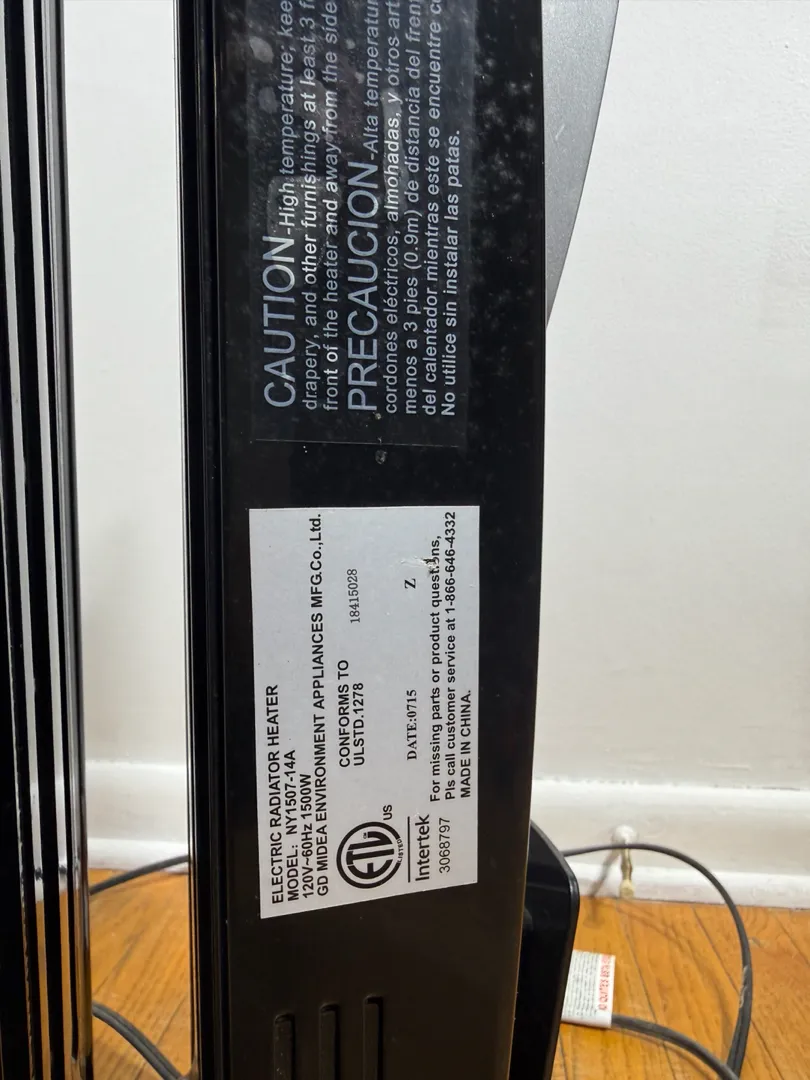 CAUTION-High temperature; kee
drapery, and other furnishings at least 3 f
front of the heater and away from the side
PRECAUCION-Alta temperatur
cordones eléctricos, almohadas, y otros art
menos a 3 pies (0.9m) de distancia del fren
del calentador mientras este se encuentre c
No utilice sin instalar las patas.
ELECTRIC RADIATOR HEATER
MODEL: NY1507-14A
120V~60Hz 1500W
GD MIDEA ENVIRONMENT APPLIANCES MFG.Co.,Ltd.
ETL
LISTED
US
CONFORMS TO
ULSTD.1278
18415028
Intertek
3068797
DATE:0715
Z
For missing parts or product questions,
Pls call customer service at 1-866-646-4332
MADE IN CHINA.